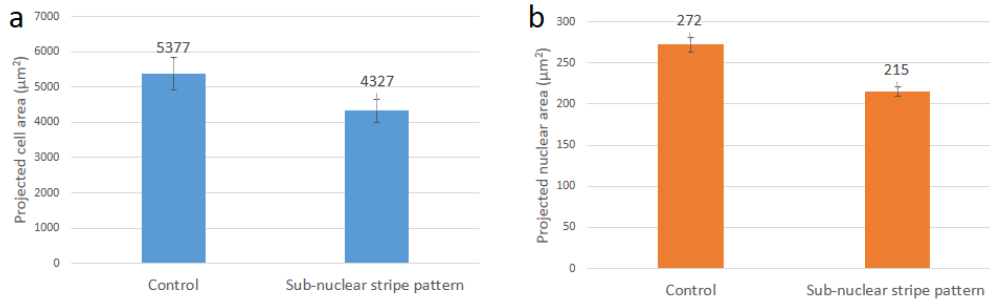 a
Projected cell area (µm²)
7000
6000
5000
4000
3000
2000
1000
0
5377
4327
Control
Sub-nuclear stripe pattern
b
Projected nuclear area (µm²)
300
250
200
150
100
50
0
272
215
Control
Sub-nuclear stripe pattern